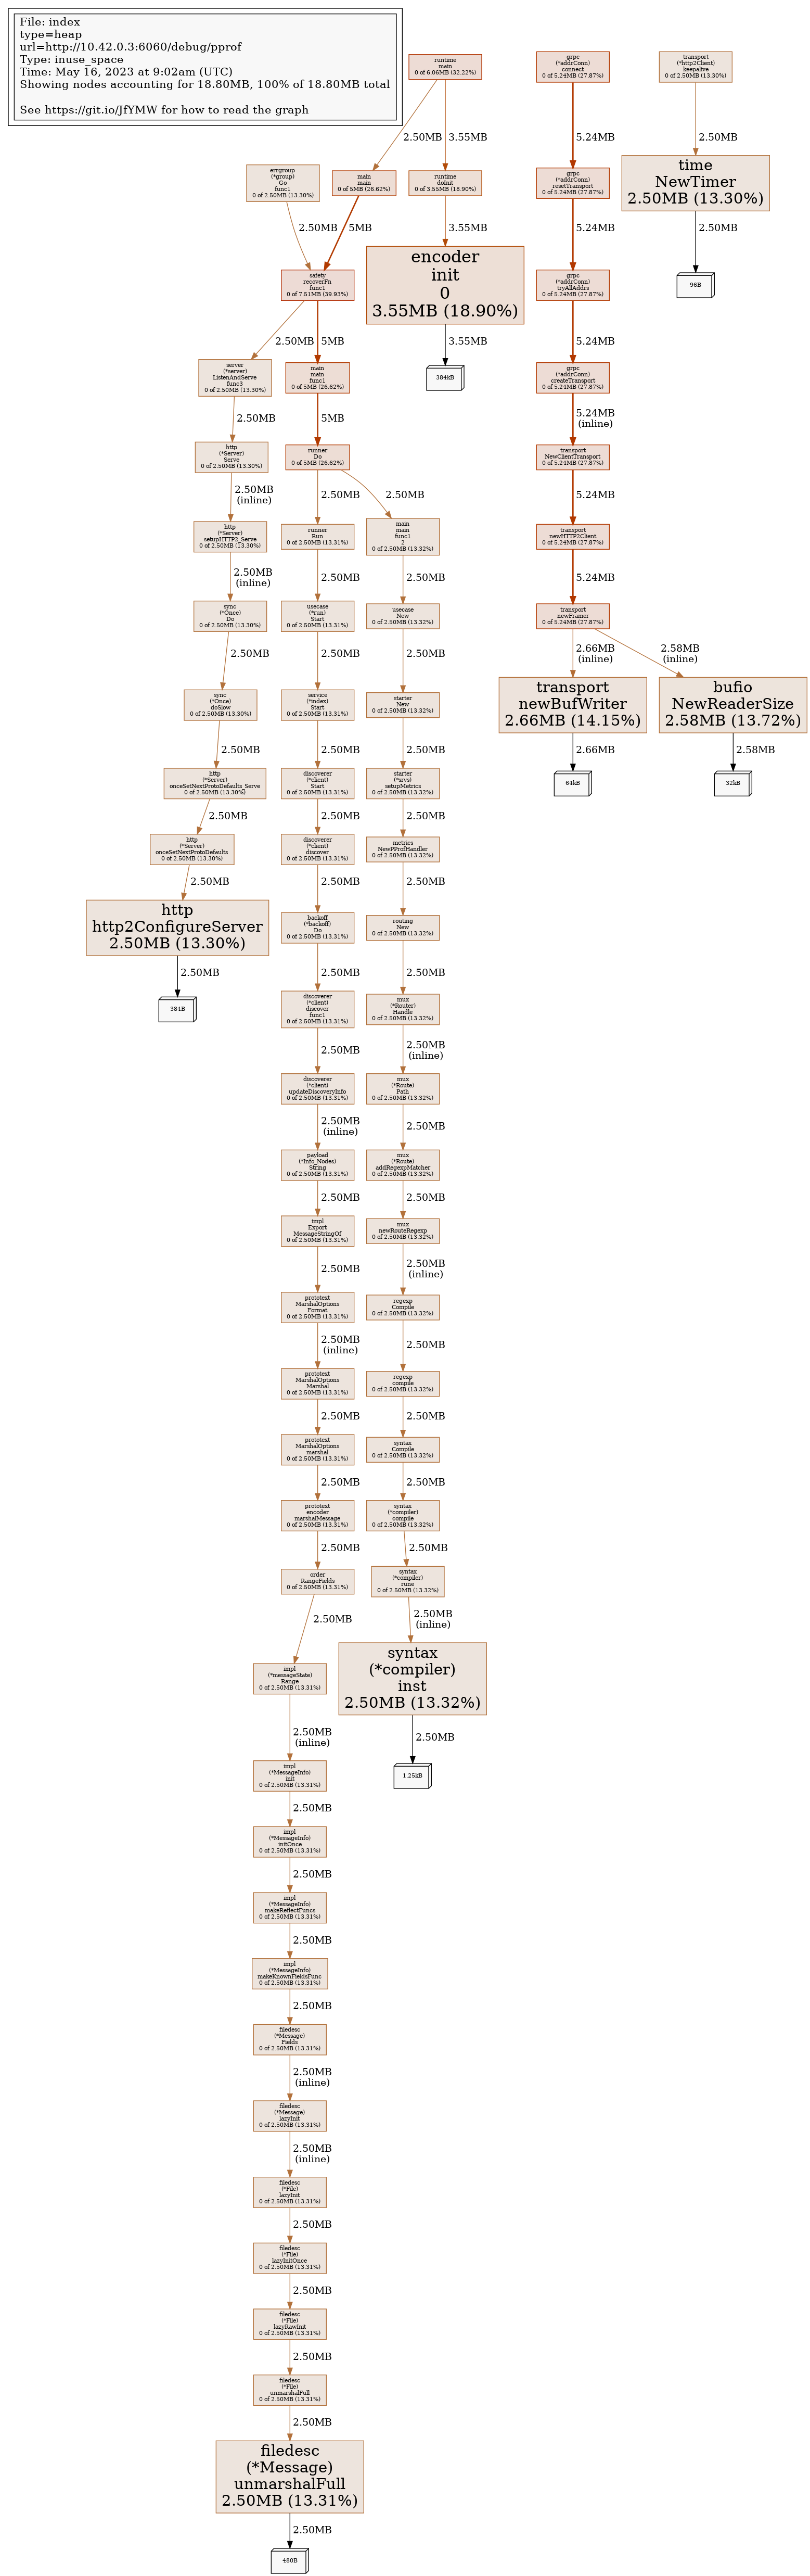 File: index
type=heap
url=http://10.42.0.3:6060/debug/pprof
Type: inuse_space
Time: May 16, 2023 at 9:02am (UTC)
Showing nodes accounting for 18.80MB, 100% of 18.80MB total
See https://git.io/JfYMW for how to read the graph
runtime
main
0 of 6.06MB (32.22%)
grpc
(*addrConn)
connect
0 of 5.24MB (27.87%)
transport
(*http2Client)
keepalive
0 of 2.50MB (13.30%)
2.50MB
3.55MB
5.24MB
2.50MB
errgroup
(*group)
Go
func1
0 of 2.50MB (13.30%)
main
main
0 of 5MB (26.62%)
runtime
doInit
0 of 3.55MB (18.90%)
grpc
(*addrConn)
resetTransport
0 of 5.24MB (27.87%)
time
NewTimer
2.50MB (13.30%)
2.50MB
5MB
3.55MB
5.24MB
2.50MB
safety
recoverFn
func1
0 of 7.51MB (39.93%)
encoder
init
0
3.55MB (18.90%)
grpc
(*addrConn)
tryAllAddrs
0 of 5.24MB (27.87%)
96B
2.50MB
5MB
3.55MB
5.24MB
server
(*server)
ListenAndServe
func3
0 of 2.50MB (13.30%)
main
main
func1
0 of 5MB (26.62%)
384kB
grpc
(*addrConn)
createTransport
0 of 5.24MB (27.87%)
2.50MB
5MB
5.24MB
(inline)
http
(*Server)
Serve
0 of 2.50MB (13.30%)
runner
Do
0 of 5MB (26.62%)
transport
NewClientTransport
0 of 5.24MB (27.87%)
2.50MB
(inline)
2.50MB
2.50MB
5.24MB
http
(*Server)
setupHTTP2_Serve
0 of 2.50MB (13.30%)
runner
Run
0 of 2.50MB (13.31%)
main
main
func1
2
0 of 2.50MB (13.32%)
transport
newHTTP2Client
0 of 5.24MB (27.87%)
2.50MB
(inline)
2.50MB
2.50MB
5.24MB
sync
(*Once)
Do
0 of 2.50MB (13.30%)
usecase
(*run)
Start
0 of 2.50MB (13.31%)
usecase
New
0 of 2.50MB (13.32%)
transport
newFramer
0 of 5.24MB (27.87%)
2.50MB
2.50MB
2.50MB
2.66MB
(inline)
2.58MB
(inline)
sync
(*Once)
doSlow
0 of 2.50MB (13.30%)
service
(*index)
Start
0 of 2.50MB (13.31%)
starter
New
0 of 2.50MB (13.32%)
transport
newBufWriter
2.66MB (14.15%)
bufio
NewReaderSize
2.58MB (13.72%)
2.50MB
2.50MB
2.50MB
2.66MB
2.58MB
http
(*Server)
onceSetNextProtoDefaults_Serve
0 of 2.50MB (13.30%)
discoverer
(*client)
Start
0 of 2.50MB (13.31%)
starter
(*srvs)
setupMetrics
0 of 2.50MB (13.32%)
64kB
32kB
2.50MB
2.50MB
2.50MB
http
(*Server)
onceSetNextProtoDefaults
0 of 2.50MB (13.30%)
discoverer
(*client)
discover
0 of 2.50MB (13.31%)
metrics
NewPProfHandler
0 of 2.50MB (13.32%)
2.50MB
2.50MB
2.50MB
http
http2ConfigureServer
2.50MB (13.30%)
backoff
(*backoff)
Do
0 of 2.50MB (13.31%)
routing
New
0 of 2.50MB (13.32%)
2.50MB
2.50MB
2.50MB
384B
discoverer
(*client)
discover
func1
0 of 2.50MB (13.31%)
mux
(*Router)
Handle
0 of 2.50MB (13.32%)
2.50MB
2.50MB
(inline)
discoverer
(*client)
updateDiscoveryInfo
0 of 2.50MB (13.31%)
mux
(*Route)
Path
0 of 2.50MB (13.32%)
2.50MB
(inline)
2.50MB
payload
(*Info_Nodes)
String
0 of 2.50MB (13.31%)
mux
(*Route)
addRegexpMatcher
0 of 2.50MB (13.32%)
2.50MB
2.50MB
impl
Export
MessageStringOf
0 of 2.50MB (13.31%)
mux
newRouteRegexp
0 of 2.50MB (13.32%)
2.50MB
2.50MB
(inline)
prototext
MarshalOptions
Format
0 of 2.50MB (13.31%)
regexp
Compile
0 of 2.50MB (13.32%)
2.50MB
(inline)
2.50MB
prototext
MarshalOptions
Marshal
0 of 2.50MB (13.31%)
regexp
compile
0 of 2.50MB (13.32%)
2.50MB
2.50MB
prototext
MarshalOptions
marshal
0 of 2.50MB (13.31%)
syntax
Compile
0 of 2.50MB (13.32%)
2.50MB
2.50MB
prototext
encoder
marshalMessage
0 of 2.50MB (13.31%)
syntax
(*compiler)
compile
0 of 2.50MB (13.32%)
2.50MB
2.50MB
order
RangeFields
0 of 2.50MB (13.31%)
syntax
(*compiler)
rune
0 of 2.50MB (13.32%)
2.50MB
2.50MB
(inline)
impl
(*messageState)
Range
0 of 2.50MB (13.31%)
syntax
(*compiler)
inst
2.50MB (13.32%)
2.50MB
(inline)
2.50MB
impl
(*MessageInfo)
init
0 of 2.50MB (13.31%)
1.25kB
2.50MB
impl
(*MessageInfo)
initOnce
0 of 2.50MB (13.31%)
2.50MB
impl
(*MessageInfo)
makeReflectFuncs
0 of 2.50MB (13.31%)
2.50MB
impl
(*MessageInfo)
makeKnownFieldsFunc
0 of 2.50MB (13.31%)
2.50MB
filedesc
(*Message)
Fields
0 of 2.50MB (13.31%)
2.50MB
(inline)
filedesc
(*Message)
lazyInit
0 of 2.50MB (13.31%)
2.50MB
(inline)
filedesc
(*File)
lazyInit
0 of 2.50MB (13.31%)
2.50MB
filedesc
(*File)
lazyInitOnce
0 of 2.50MB (13.31%)
2.50MB
filedesc
(*File)
lazyRawInit
0 of 2.50MB (13.31%)
2.50MB
filedesc
(*File)
unmarshalFull
0 of 2.50MB (13.31%)
2.50MB
filedesc
(*Message)
unmarshalFull
2.50MB (13.31%)
2.50MB
480B